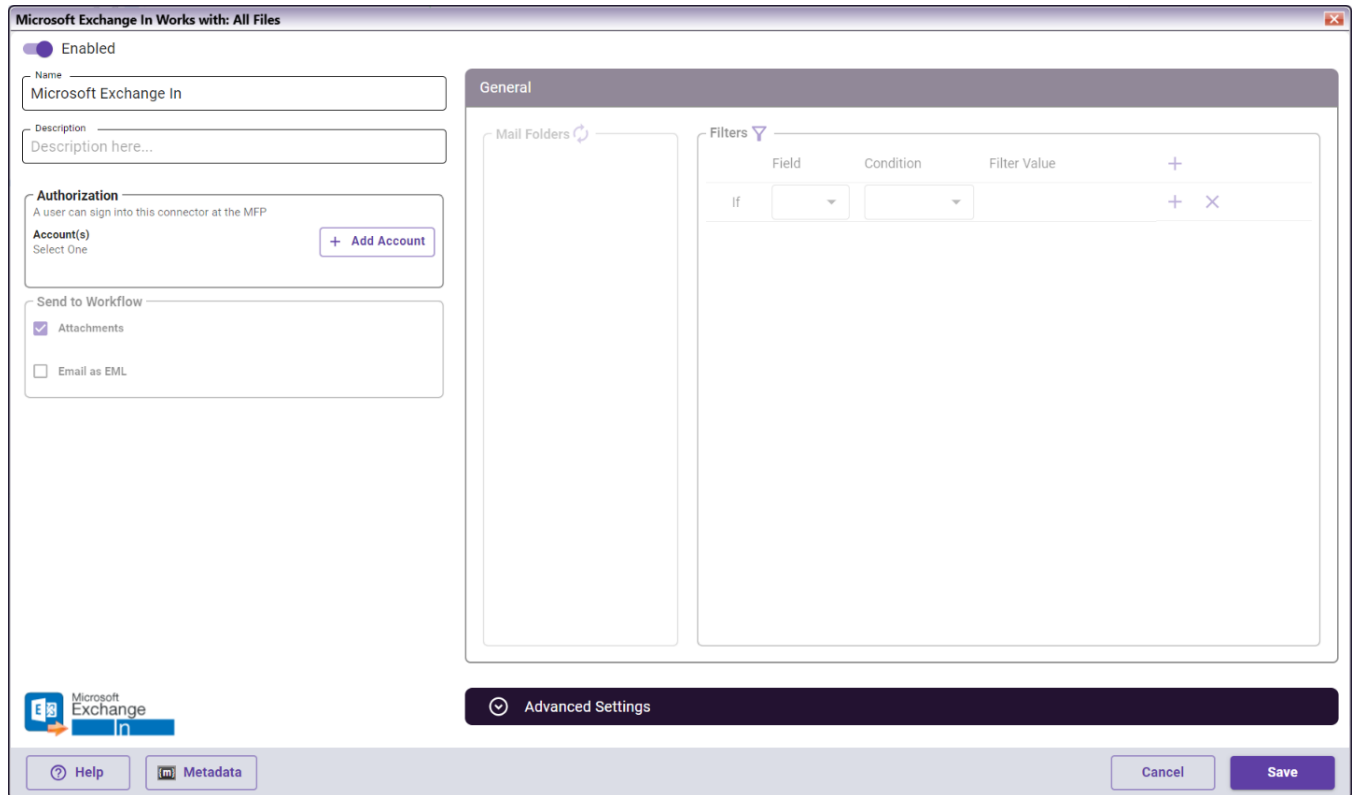 Microsoft Exchange In Works with: All Files
Enabled
Name
Microsoft Exchange In
Description
Description here...
Authorization
A user can sign into this connector at the MFP
Account(s)
Select One
+ Add Account
Send to Workflow
Attachments
Email as EML
General
Mail Folders
Filters
Field Condition Filter Value
If
Advanced Settings
Microsoft
Exchange
In
Help
[m] Metadata
Cancel
Save